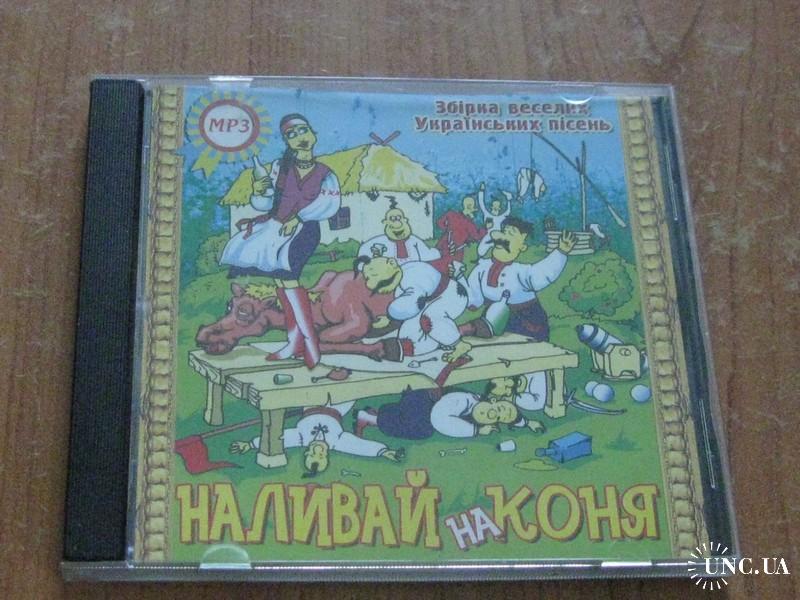 MP3
Збірка веселих
Українських пісень
НАЛИВАЙ НА КОНЯ
UNC.UA